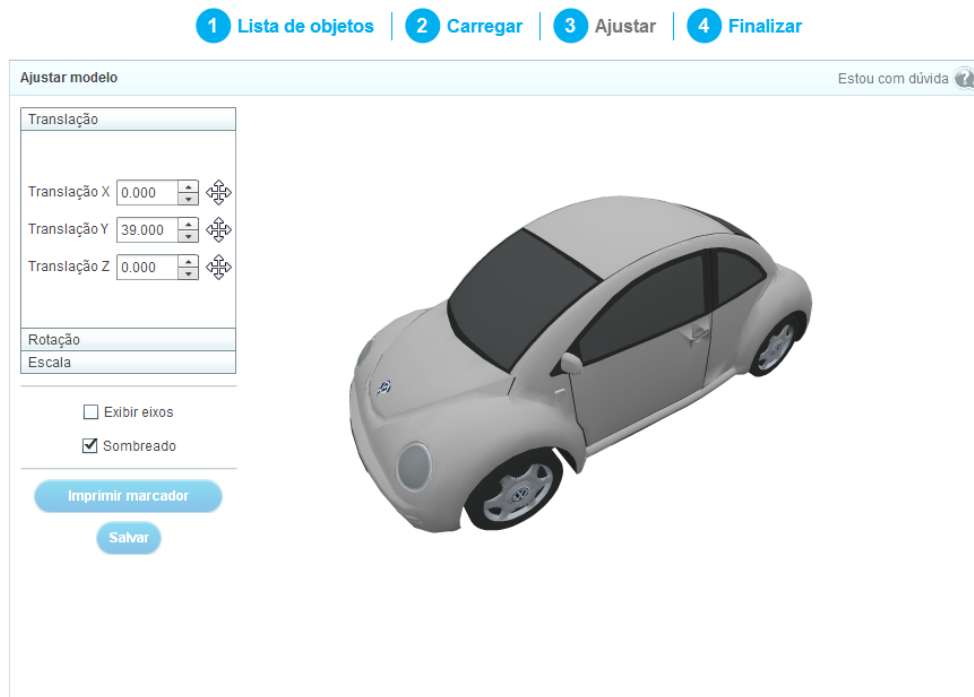 1 Lista de objetos 2 Carregar 3 Ajustar 4 Finalizar
Ajustar modelo Estou com dúvida ?
Translação
Translação X 0.000
Translação Y 39.000
Translação Z 0.000
Rotação
Escala
Exibir eixos
Sombreado
Imprimir marcador
Salvar